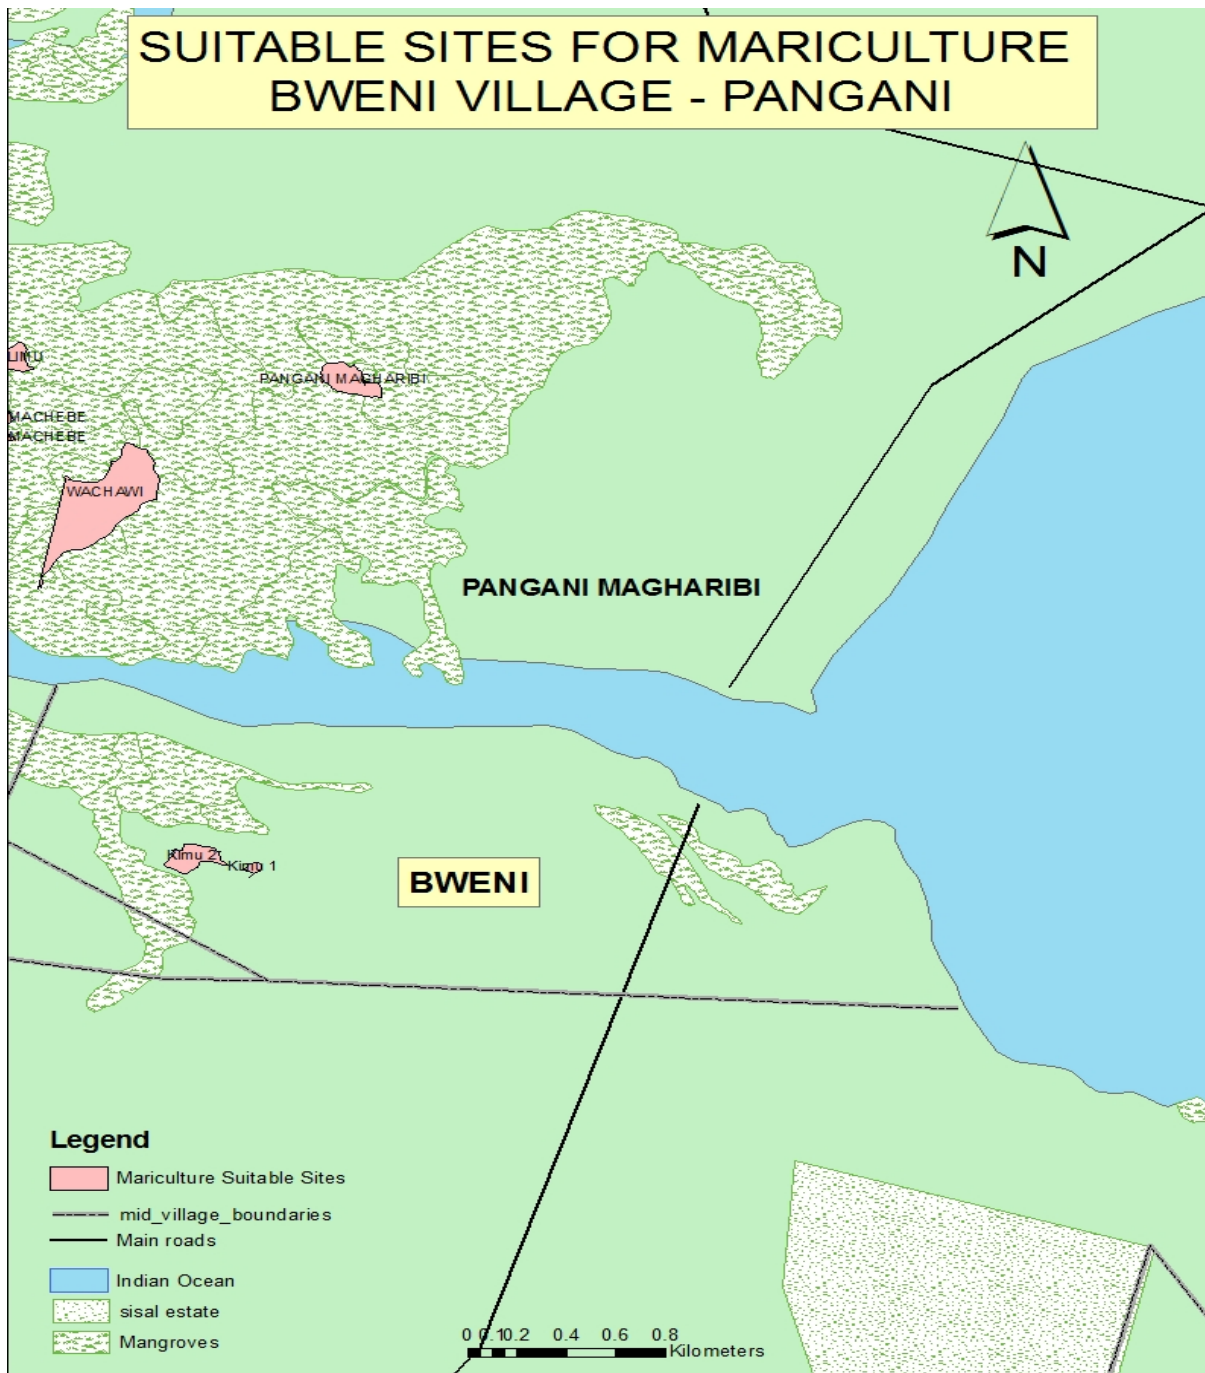 SUITABLE SITES FOR MARICULTURE
BWENI VILLAGE - PANGANI
N
LIMU
PANGANI MAGHARIBI
MACHEBE
MACHEBE
WACHAWI
PANGANI MAGHARIBI
Kimu 2
Kimu 1
BWENI
Legend
Mariculture Suitable Sites
mid_village_boundaries
Main roads
Indian Ocean
sisal estate
Mangroves
0 0.10.2 0.4 0.6 0.8
Kilometers